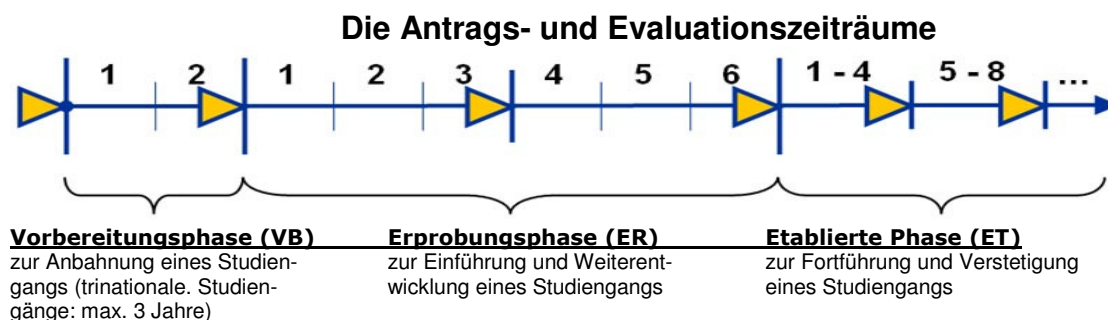 Die Antrags- und Evaluationszeiträume
1 2 1 2 3 4 5 6 1 - 4 5 - 8 ...
Vorbereitungsphase (VB)
zur Anbahnung eines Studien-
gangs (trinationale. Studien-
gänge: max. 3 Jahre)
Erprobungsphase (ER)
zur Einführung und Weiterent-
wicklung eines Studiengangs
Etablierte Phase (ET)
zur Fortführung und Verstetigung
eines Studiengangs